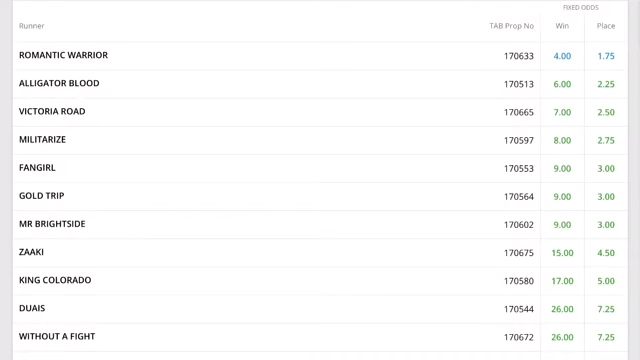 FIXED ODDS
Runner TAB Prop No Win Place
ROMANTIC WARRIOR 170633 4.00 1.75
ALLIGATOR BLOOD 170513 6.00 2.25
VICTORIA ROAD 170665 7.00 2.50
MILITARIZE 170597 8.00 2.75
FANGIRL 170553 9.00 3.00
GOLD TRIP 170564 9.00 3.00
MR BRIGHTSIDE 170602 9.00 3.00
ZAAKI 170675 15.00 4.50
KING COLORADO 170580 17.00 5.00
DUAIS 170544 26.00 7.25
WITHOUT A FIGHT 170672 26.00 7.25